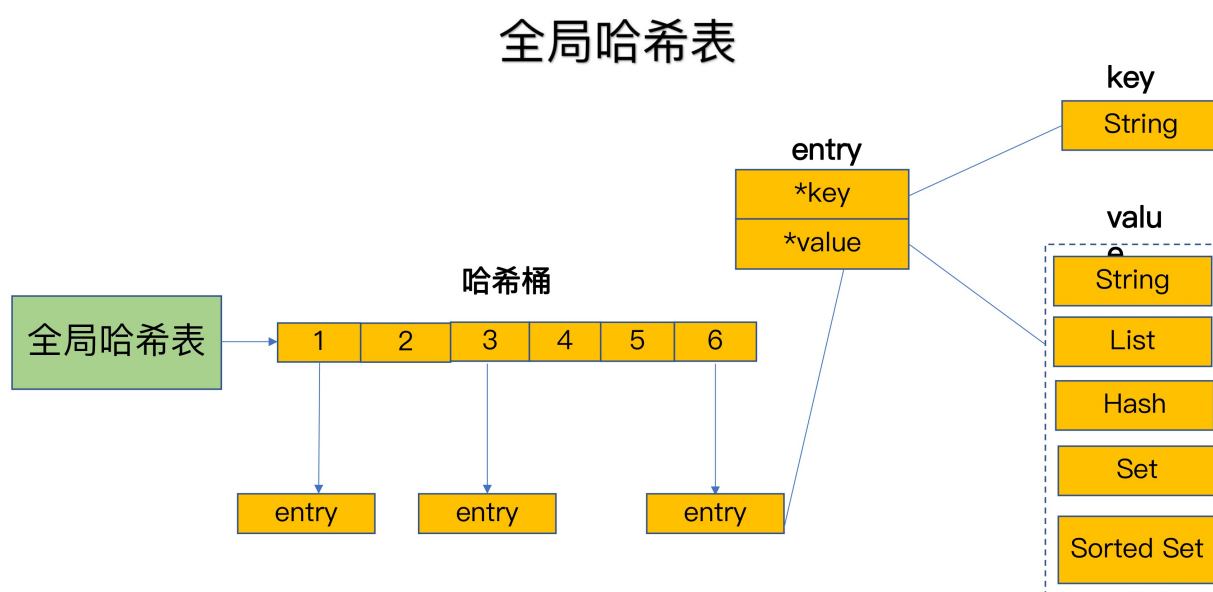 全局哈希表
key
String
entry
*key
*value
value
String
哈希桶
全局哈希表
1 2 3 4 5 6
List
Hash
Set
entry entry entry
Sorted Set